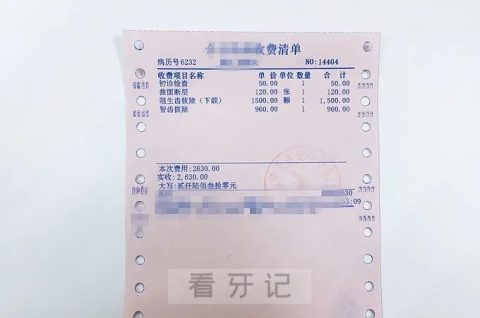 收费清单
病历号6232 NO:14404
收费项目名称 单 价 单位 数量 合 计
初诊检查 50.00 1 50.00
曲面断层 120.00 张 1 120.00
阻生齿拔除（下颌） 1500.00 颗 1 1,500.00
智齿拔除 960.00 1 960.00
本次费用:2630.00
实收:2,630.00
大写:贰仟陆佰叁拾零元
看牙记